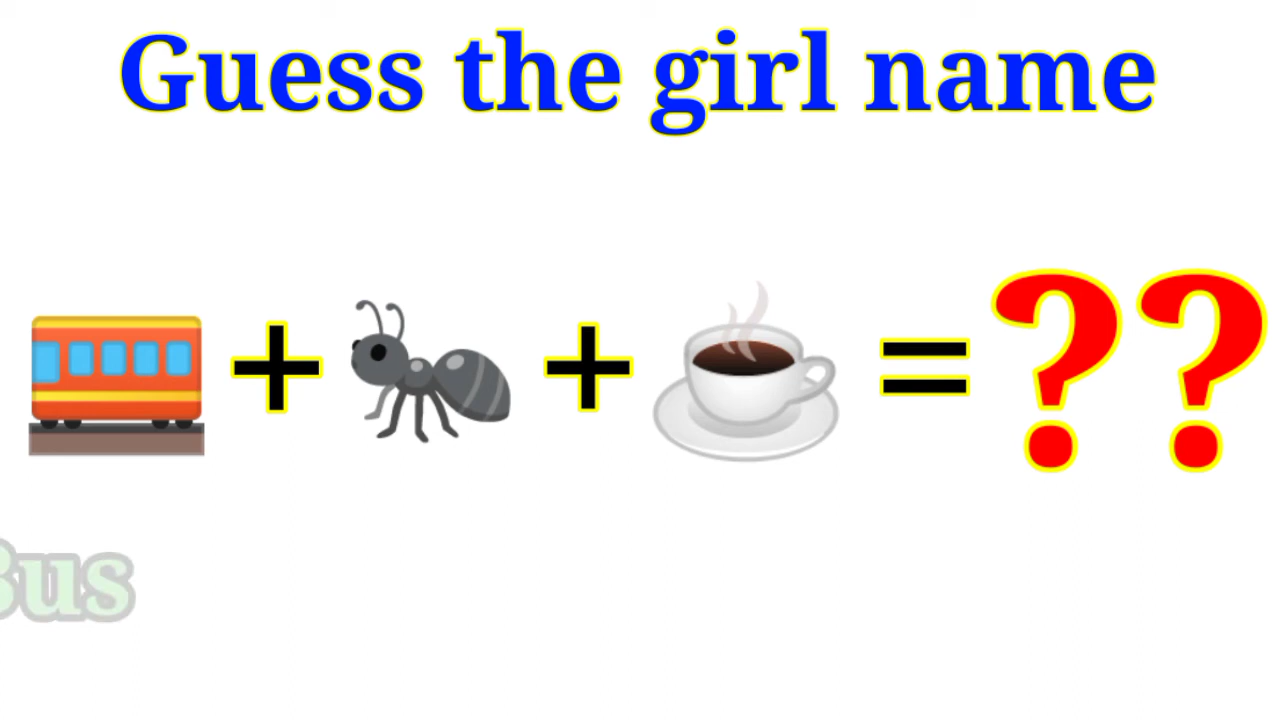 Guess the girl name
+ + = ??
Bus